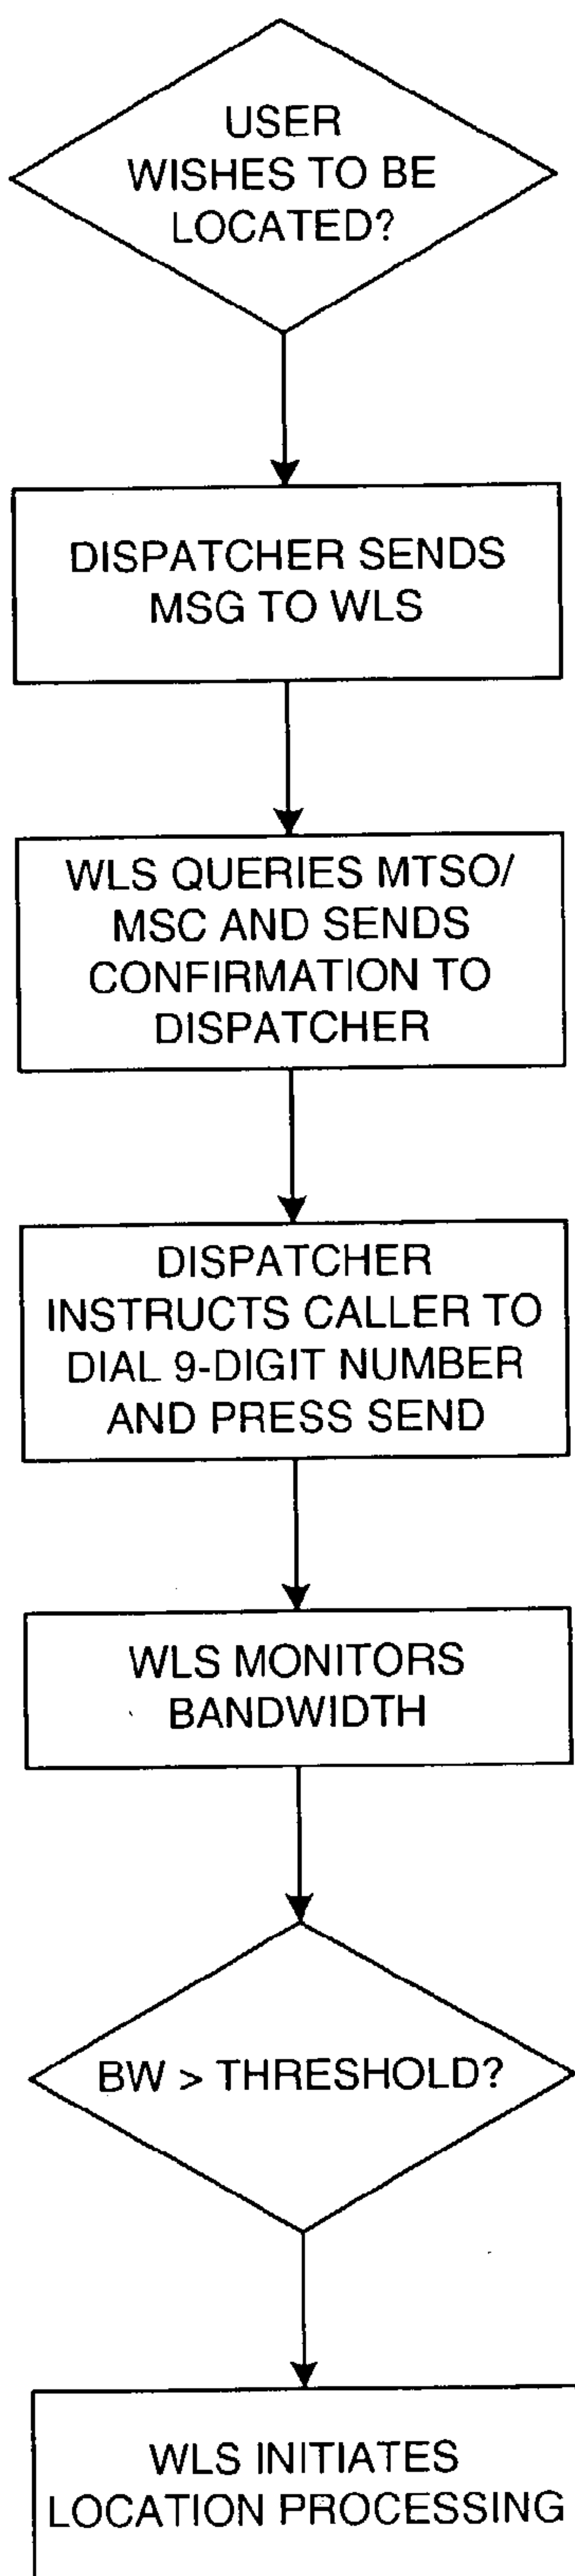 USER
WISHES TO BE
LOCATED?
DISPATCHER SENDS
MSG TO WLS
WLS QUERIES MTSO/
MSC AND SENDS
CONFIRMATION TO
DISPATCHER
DISPATCHER
INSTRUCTS CALLER TO
DIAL 9-DIGIT NUMBER
AND PRESS SEND
WLS MONITORS
BANDWIDTH
BW > THRESHOLD?
WLS INITIATES
LOCATION PROCESSING